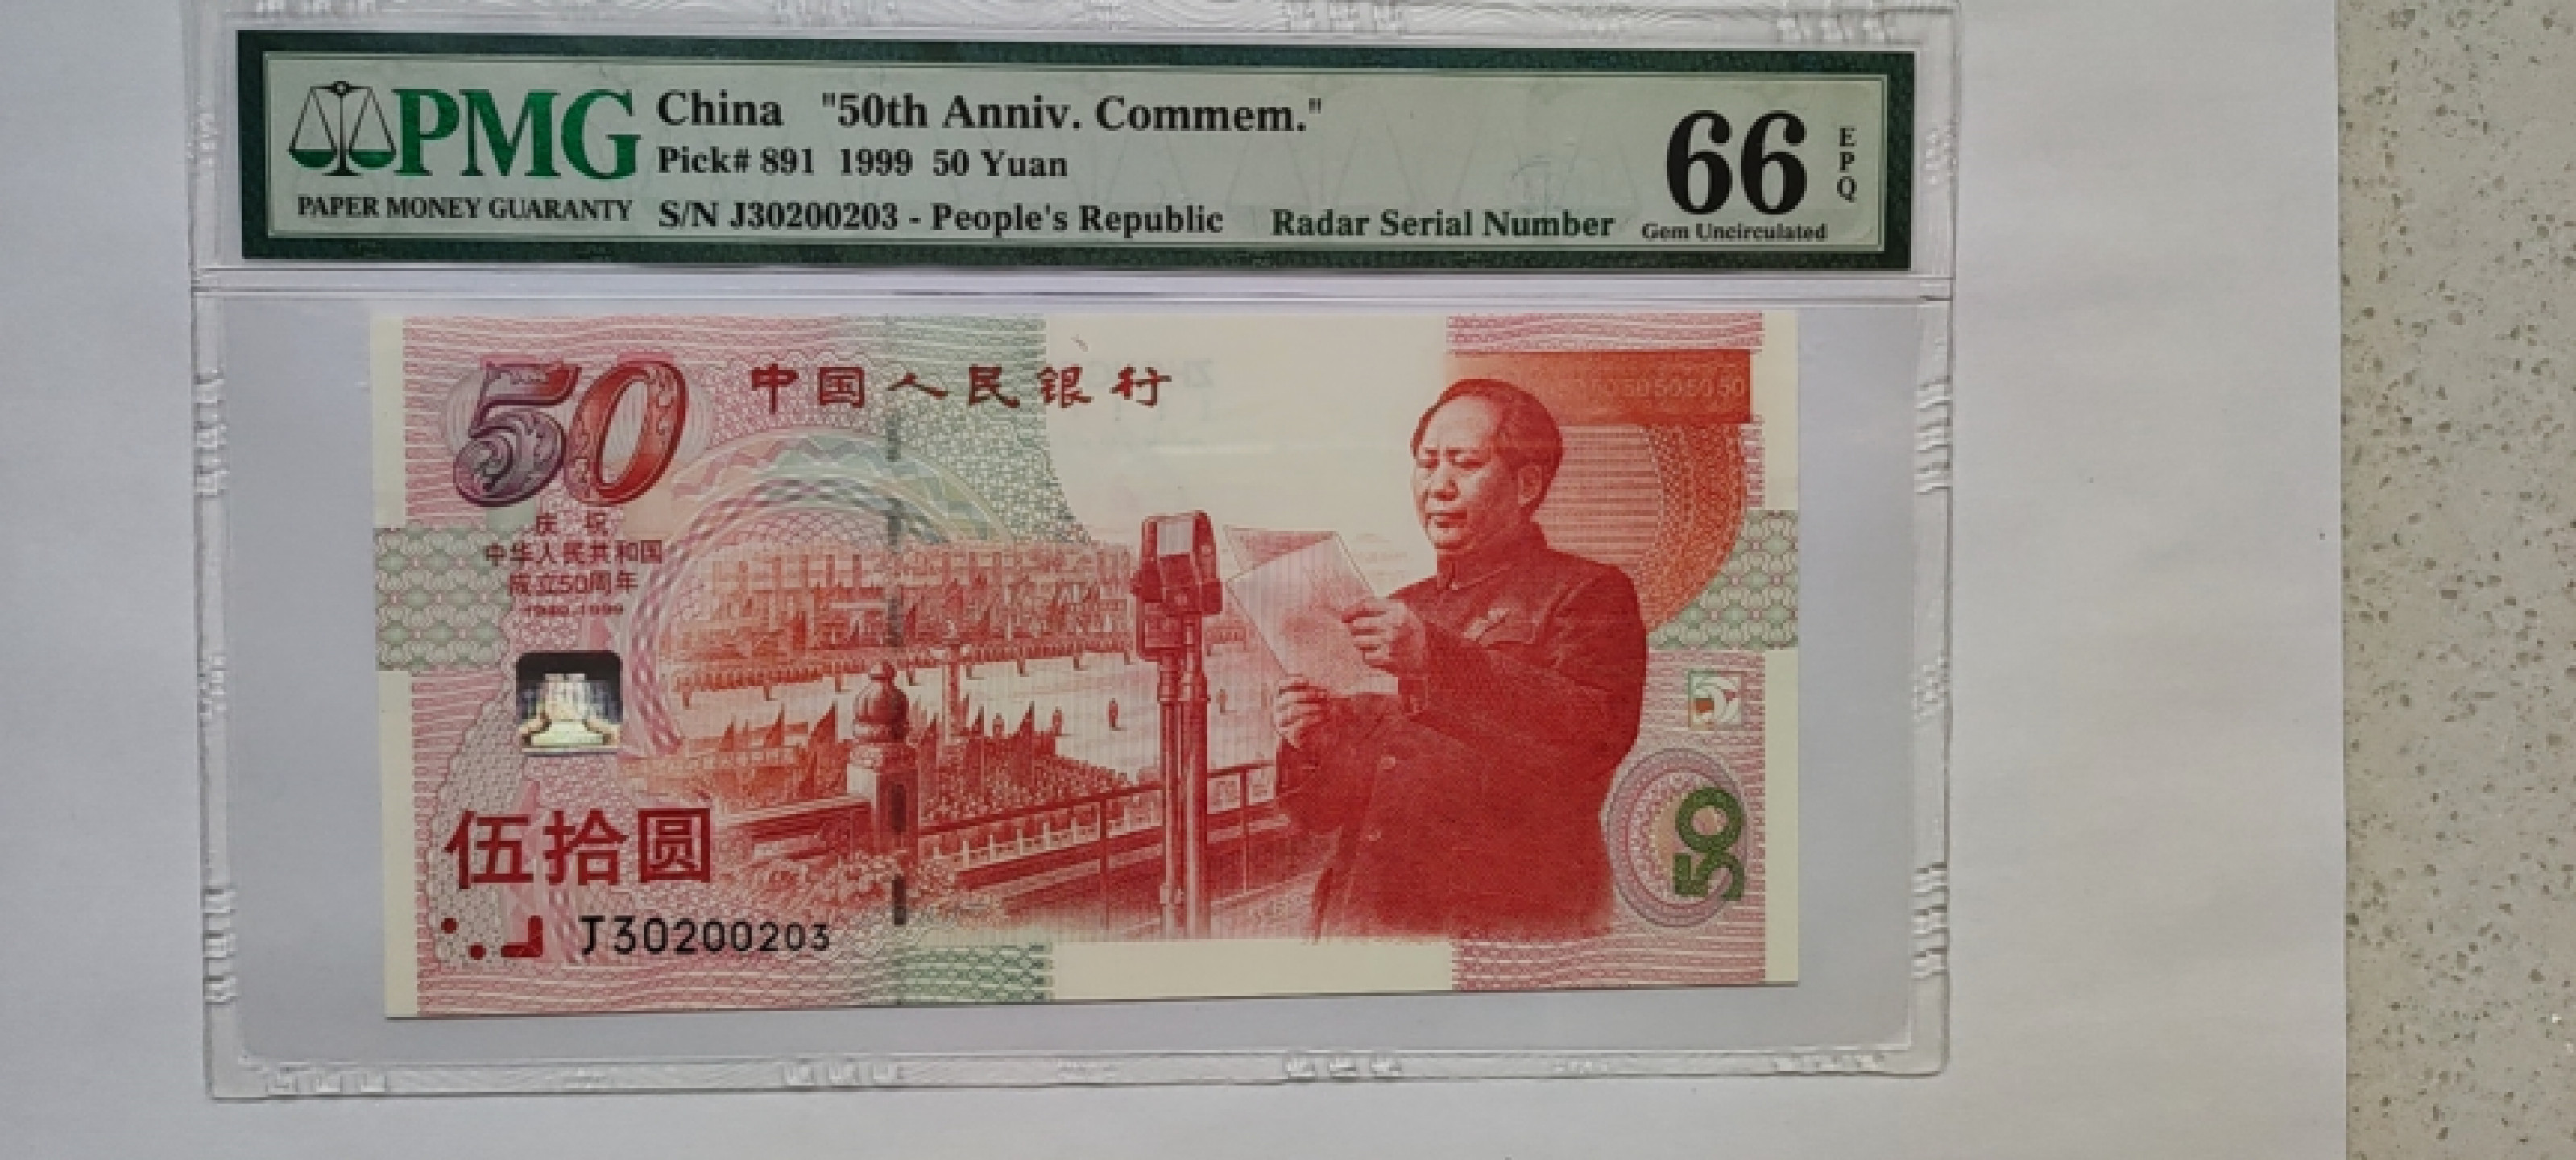 PMG
PAPER MONEY GUARANTY
China "50th Anniv. Commem."
Pick# 891 1999 50 Yuan
S/N J30200203 - People's Republic
Radar Serial Number
66
EPQ
Gem Uncirculated
50
中国人民银行
5050505050
庆祝
中华人民共和国
成立50周年
1949-1999
伍拾圆
J30200203
50